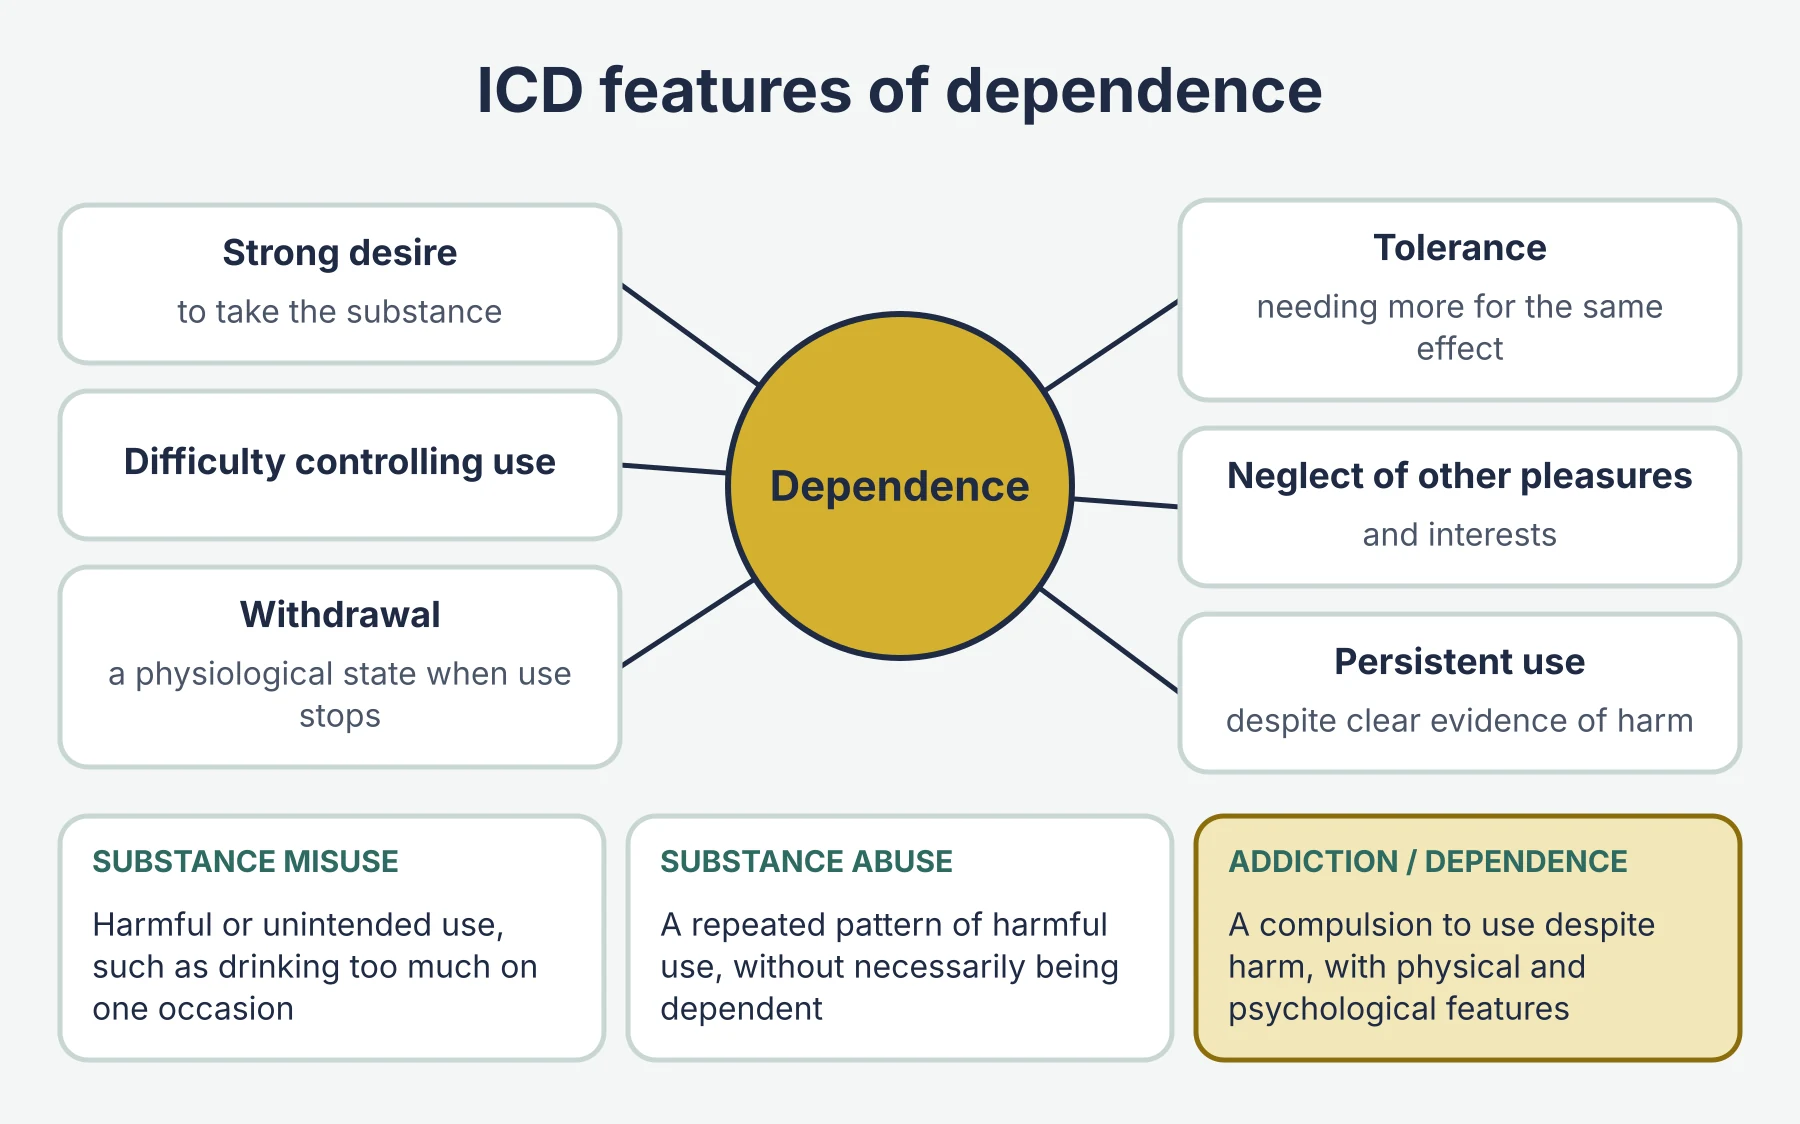 ICD features of dependence
Strong desire
to take the substance
Difficulty controlling use
Withdrawal
a physiological state when use
stops
Dependence
Tolerance
needing more for the same
effect
Neglect of other pleasures
and interests
Persistent use
despite clear evidence of harm
SUBSTANCE MISUSE
Harmful or unintended use,
such as drinking too much on
one occasion
SUBSTANCE ABUSE
A repeated pattern of harmful
use, without necessarily being
dependent
ADDICTION / DEPENDENCE
A compulsion to use despite
harm, with physical and
psychological features